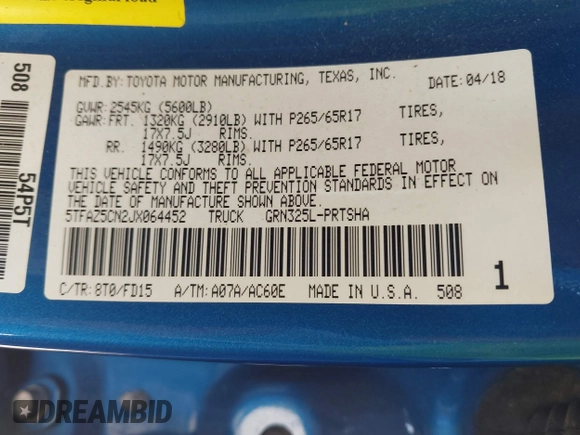 508
54P5T
MFD.BY:TOYOTA MOTOR MANUFACTURING, TEXAS, INC. DATE:04/18
GVWR:2545KG (5600LB)
GAWR:FRT. 1320KG (2910LB) WITH P265/65R17 TIRES,
17X7.5J RIMS.
RR. 1490KG (3280LB) WITH P265/65R17 TIRES,
17X7.5J RIMS.
THIS VEHICLE CONFORMS TO ALL APPLICABLE FEDERAL MOTOR
VEHICLE SAFETY AND THEFT PREVENTION STANDARDS IN EFFECT ON
THE DATE OF MANUFACTURE SHOWN ABOVE.
5TFAZ5CN2JX064452 TRUCK GRN325L-PRTSHA
1
C/TR:8T0/FD15 A/TM:A07A/AC60E MADE IN U.S.A. 508
DREAMBID